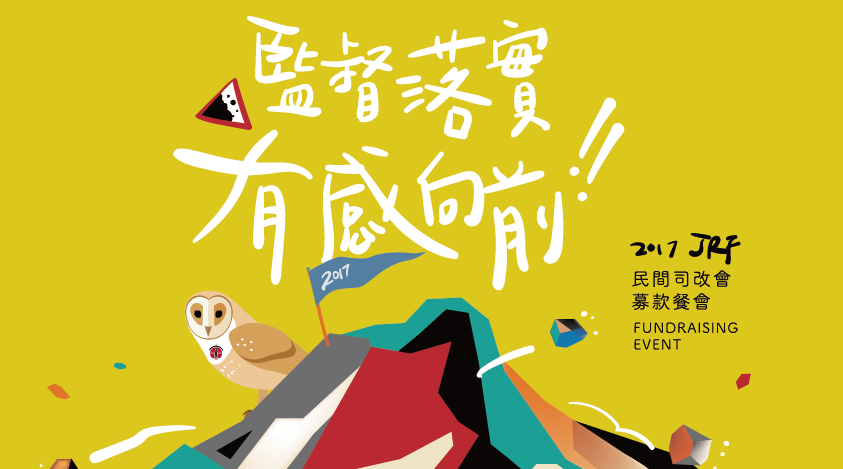 監督落實
有感向前!!
2017
2017 JRF
民間司改會
募款餐會
FUNDRAISING
EVENT